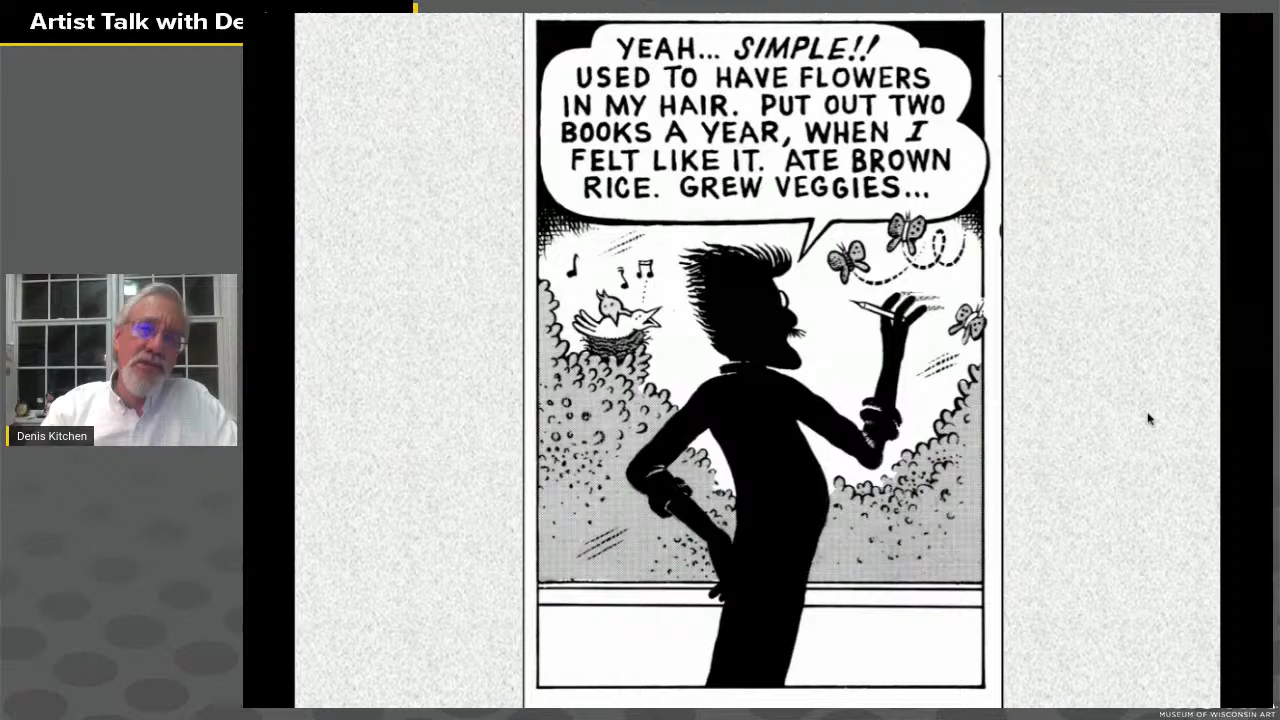 Artist Talk with De
YEAH... SIMPLE!!
USED TO HAVE FLOWERS
IN MY HAIR. PUT OUT TWO
BOOKS A YEAR, WHEN I
FELT LIKE IT. ATE BROWN
RICE. GREW VEGGIES...
Denis Kitchen
MUSEUM OF WISCONSIN ART